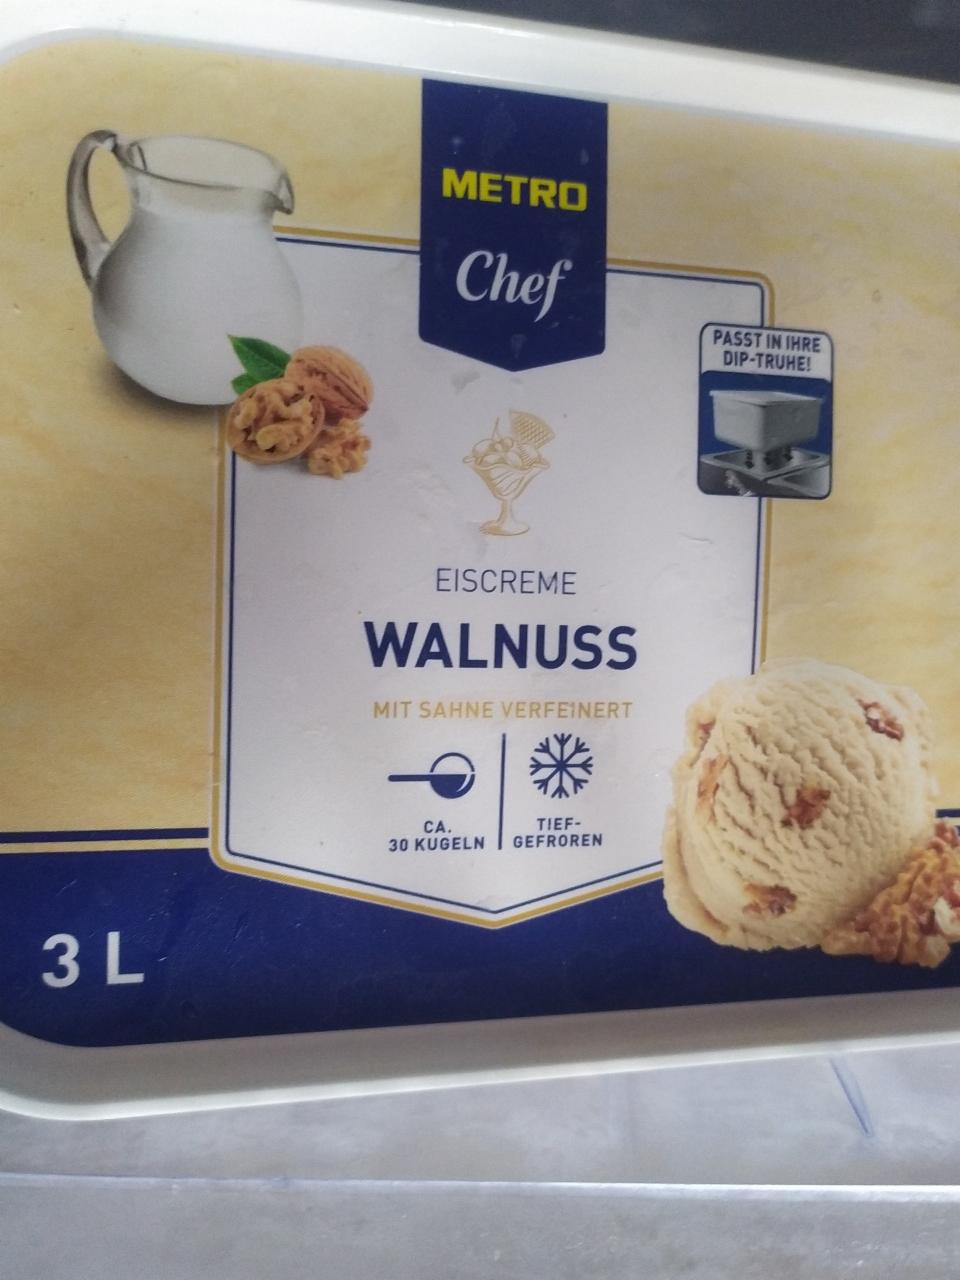 METRO
Chef
PASST IN IHRE
DIP-TRUHE!
EISCREME
WALNUSS
MIT SAHNE VERFEINERT
CA.
30 KUGELN
TIEF-
GEFROREN
3 L